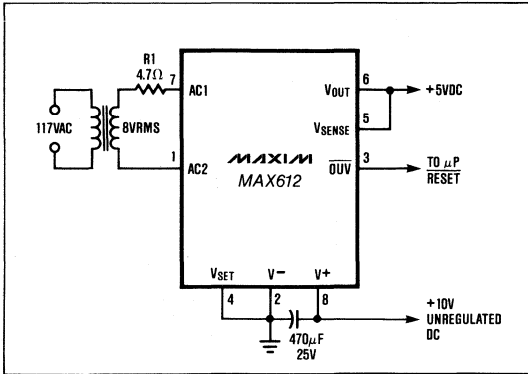 R1
4.7Ω
7
AC1
117VAC
8VRMS
1
AC2
MAXIM
MAX612
VOUT
6
+5VDC
VSENSE
5
OUV
3
TO μP
RESET
VSET
V−
V+
4
2
8
470μF
25V
+10V
UNREGULATED
DC